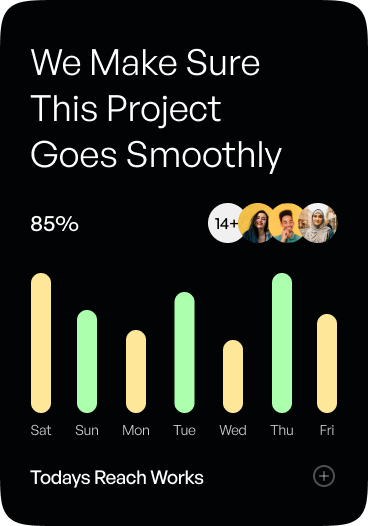 We Make Sure
This Project
Goes Smoothly
85%
14+
Sat Sun Mon Tue Wed Thu Fri
Todays Reach Works